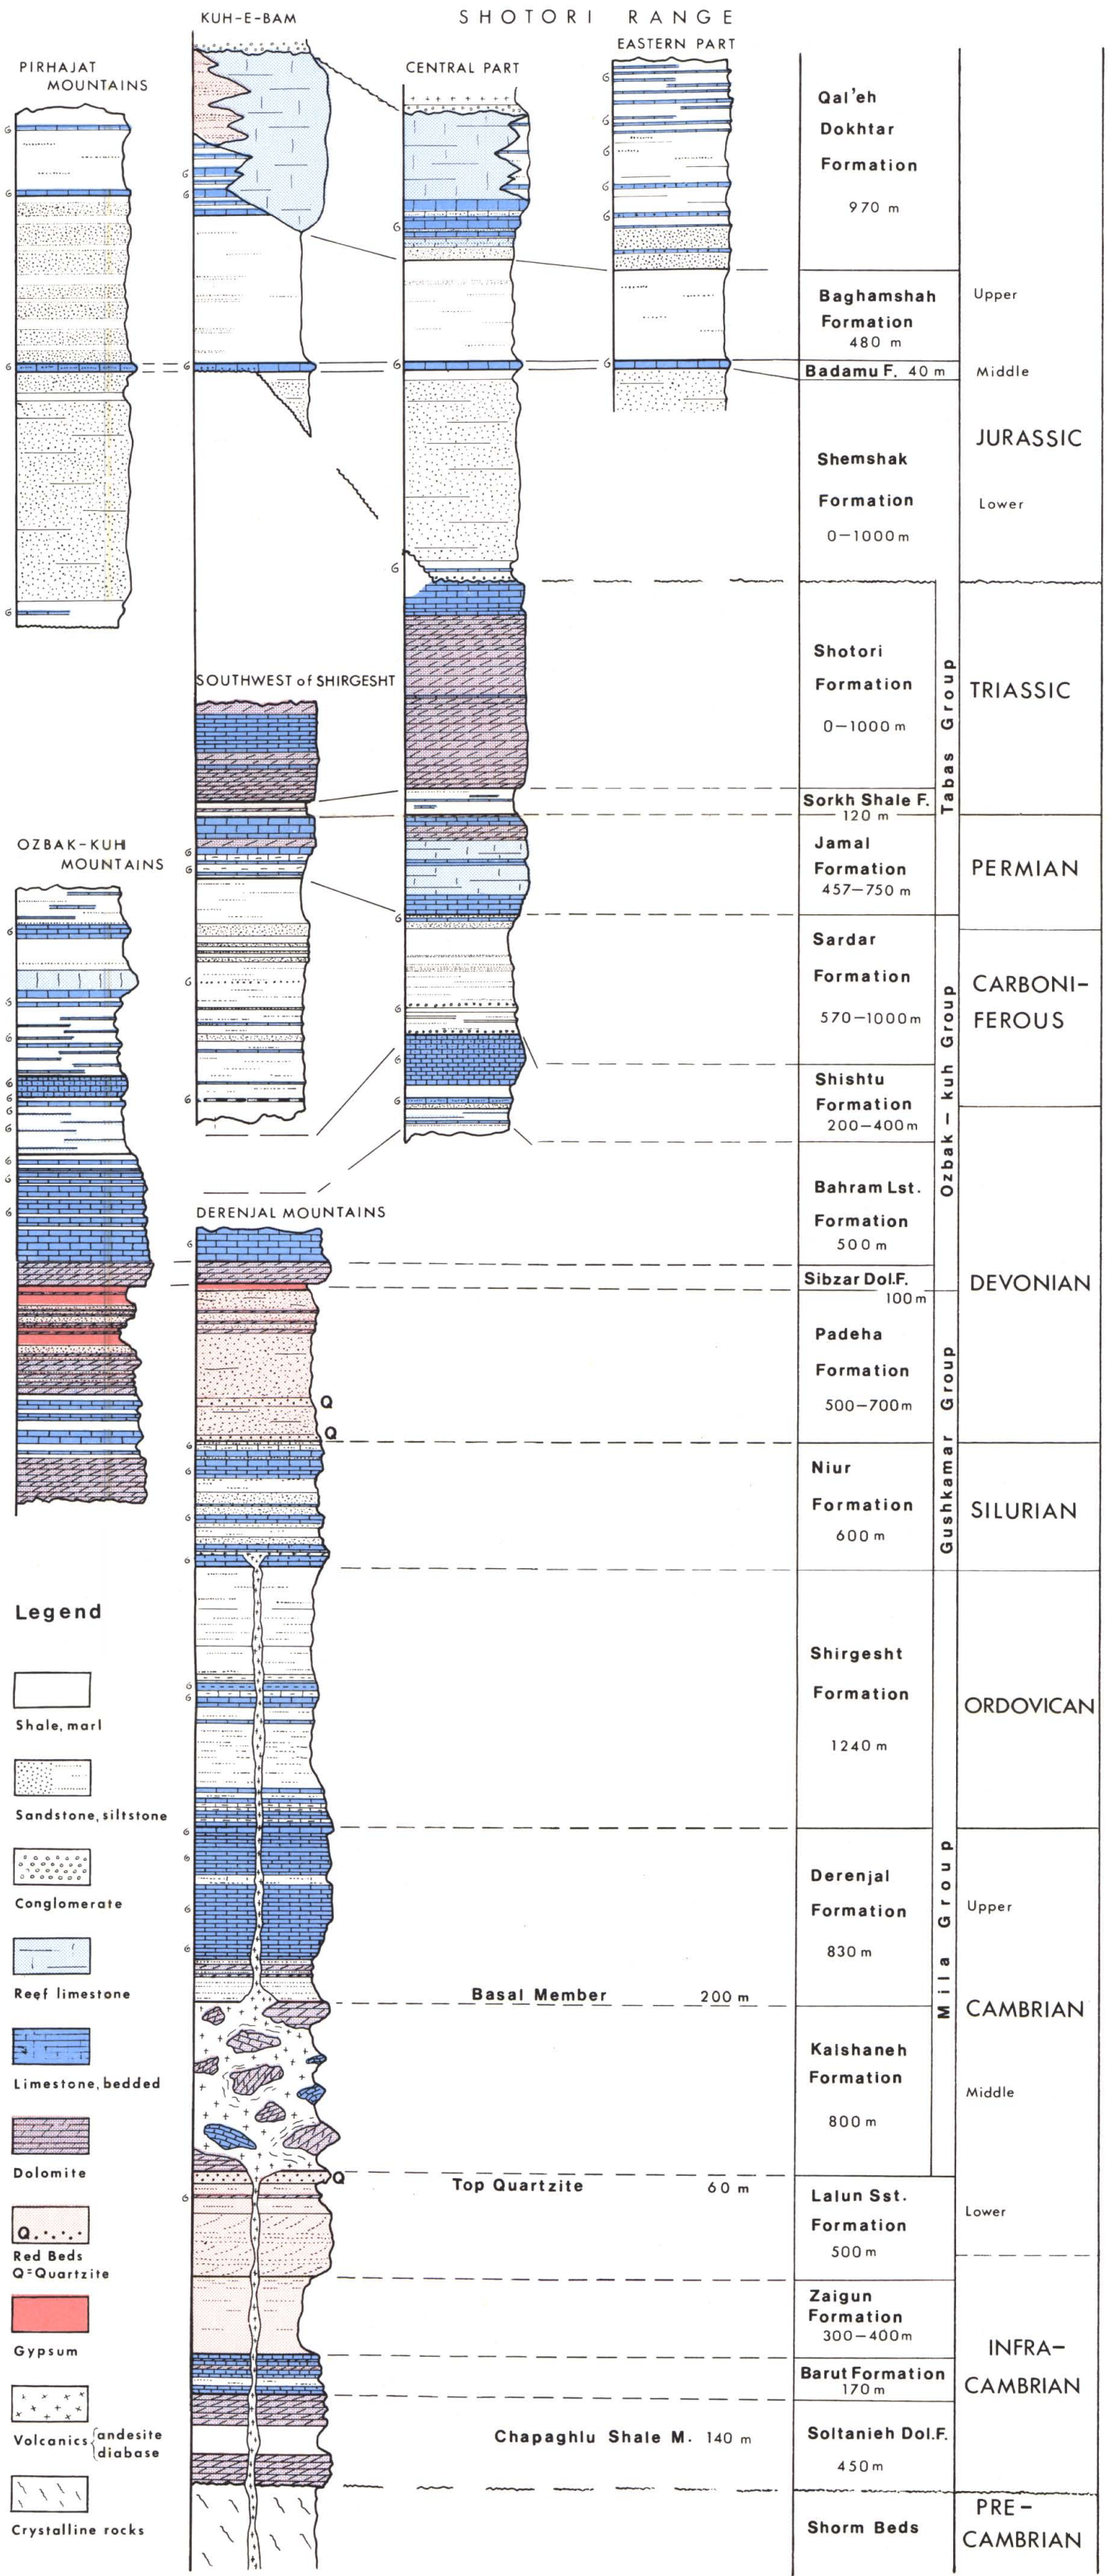 KUH-E-BAM
SHOTORI RANGE
EASTERN PART
PIRHAJAT
MOUNTAINS
CENTRAL PART
Qal'eh
Dokhtar
Formation
970 m
Baghamshah
Formation
480 m
Upper
Badamu F. 40 m
Middle
JURASSIC
Shemshak
Formation
0-1000 m
Lower
Shotori
Formation
0-1000 m
Tabas Group
TRIASSIC
SOUTHWEST of SHIRGESHT
Sorkh Shale F.
120 m
OZBAK-KUH
MOUNTAINS
Jamal
Formation
457-750 m
PERMIAN
Sardar
Formation
570-1000m
CARBONI-
FEROUS
Ozbak-kuh Group
Shishtu
Formation
200-400m
DERENJAL MOUNTAINS
Bahram Lst.
Formation
500 m
Sibzar Dol.F.
100m
DEVONIAN
Padeha
Formation
500-700m
Q
Q
Gushkamar Group
Niur
Formation
600 m
SILURIAN
Shirgesht
Formation
1240 m
ORDOVICAN
Derenjal
Formation
830 m
Upper
Mila Group
Basal Member 200 m
CAMBRIAN
Kalshaneh
Formation
800 m
Middle
Q
Top Quartzite 60 m
Lalun Sst.
Formation
500m
Lower
Zaigun
Formation
300-400m
INFRA-
CAMBRIAN
Barut Formation
170 m
Chapaghlu Shale M. 140 m
Soltanieh Dol.F.
450m
Shorm Beds
PRE-
CAMBRIAN
Legend
Shale, marl
Sandstone, siltstone
Conglomerate
Reef limestone
Limestone, bedded
Dolomite
Q
Red Beds
Q=Quartzite
Gypsum
Volcanics {andesite
diabase
Crystalline rocks